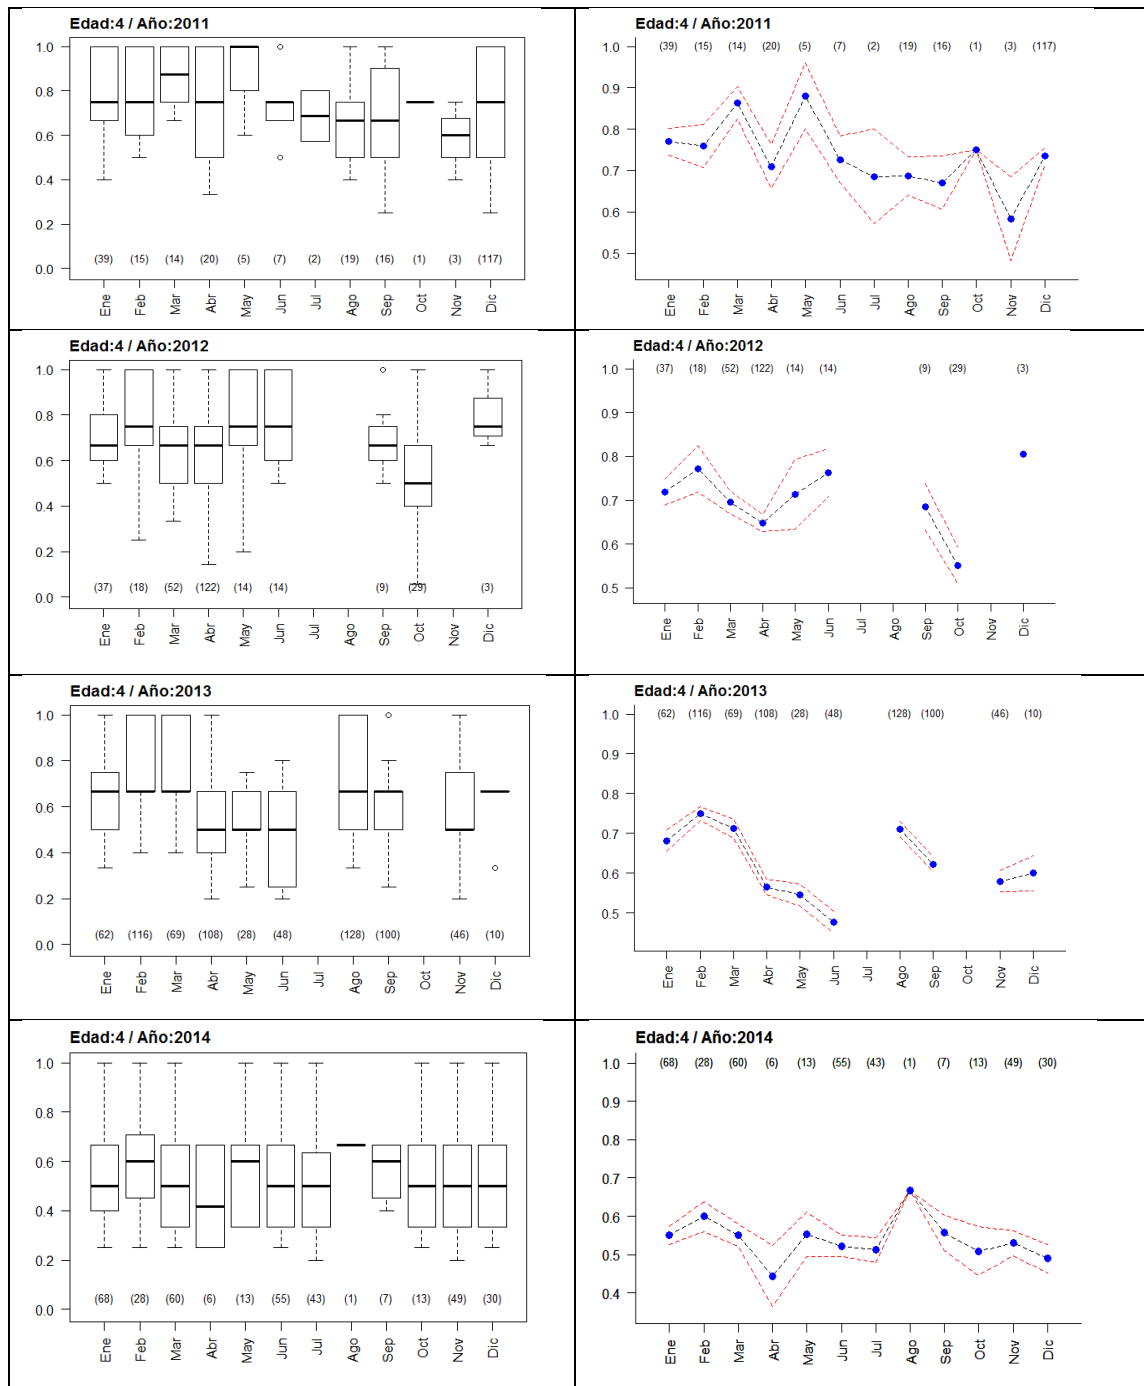 Edad:4 / Año:2011
1.0
0.8
0.6
0.4
0.2
0.0
(39) (15) (14) (20) (5) (7) (2) (19) (16) (1) (3) (117)
Ene Feb Mar Abr May Jun Jul Ago Sep Oct Nov Dic
Edad:4 / Año:2011
(39) (15) (14) (20) (5) (7) (2) (19) (16) (1) (3) (117)
1.0
0.9
0.8
0.7
0.6
0.5
Ene Feb Mar Abr May Jun Jul Ago Sep Oct Nov Dic
Edad:4 / Año:2012
1.0
0.8
0.6
0.4
0.2
0.0
(37) (18) (52) (122) (14) (14) (9) (29) (3)
Ene Feb Mar Abr May Jun Jul Ago Sep Oct Nov Dic
Edad:4 / Año:2012
(37) (18) (52) (122) (14) (14) (9) (29) (3)
1.0
0.9
0.8
0.7
0.6
0.5
Ene Feb Mar Abr May Jun Jul Ago Sep Oct Nov Dic
Edad:4 / Año:2013
1.0
0.8
0.6
0.4
0.2
0.0
(62) (116) (69) (108) (28) (48) (128) (100) (46) (10)
Ene Feb Mar Abr May Jun Jul Ago Sep Oct Nov Dic
Edad:4 / Año:2013
(62) (116) (69) (108) (28) (48) (128) (100) (46) (10)
1.0
0.9
0.8
0.7
0.6
0.5
Ene Feb Mar Abr May Jun Jul Ago Sep Oct Nov Dic
Edad:4 / Año:2014
1.0
0.8
0.6
0.4
0.2
0.0
(68) (28) (60) (6) (13) (55) (43) (1) (7) (13) (49) (30)
Ene Feb Mar Abr May Jun Jul Ago Sep Oct Nov Dic
Edad:4 / Año:2014
(68) (28) (60) (6) (13) (55) (43) (1) (7) (13) (49) (30)
1.0
0.9
0.8
0.7
0.6
0.5
0.4
Ene Feb Mar Abr May Jun Jul Ago Sep Oct Nov Dic